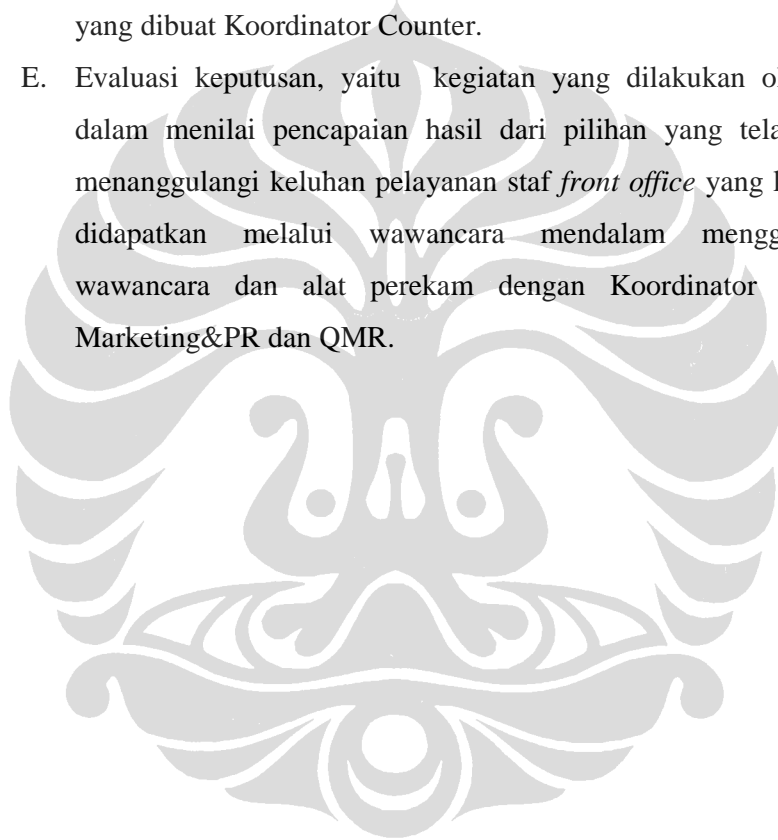 yang dibuat Koordinator Counter.
E. Evaluasi keputusan, yaitu kegiatan yang dilakukan
dalam menilai pencapaian hasil dari pilihan yang
menanggulangi keluhan pelayanan staf front office yang
didapatkan melalui wawancara mendalam
wawancara dan alat perekam dengan Koordinator
Marketing&PR dan QMR.